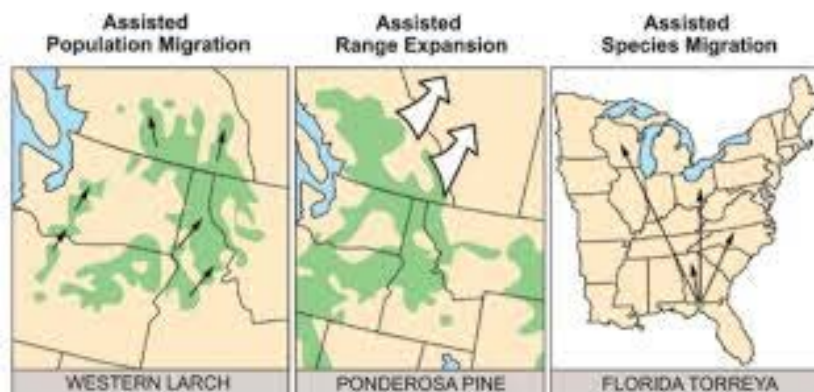 Assisted
Population Migration
Assisted
Range Expansion
Assisted
Species Migration
WESTERN LARCH
PONDEROSA PINE
FLORIDA TORREYA